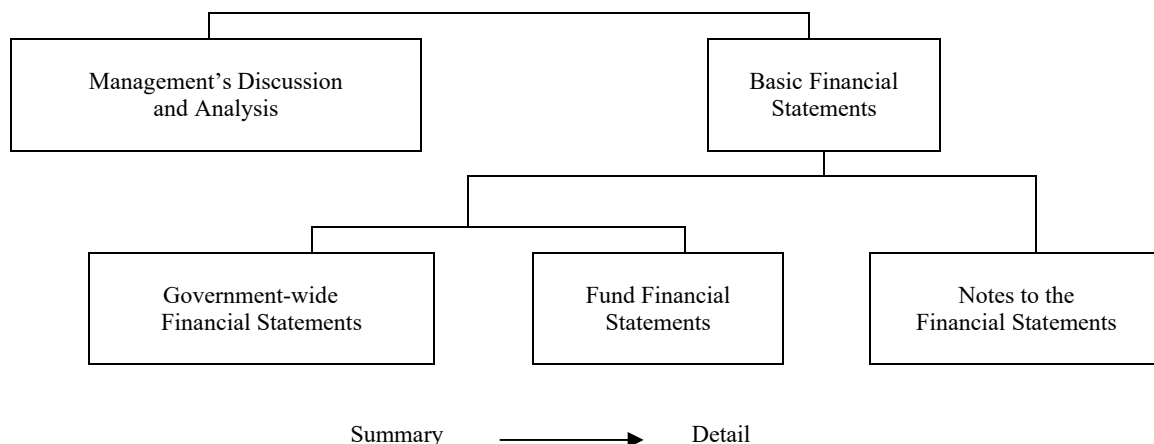 Management’s Discussion
and Analysis
Basic Financial
Statements
Government-wide
Financial Statements
Fund Financial
Statements
Notes to the
Financial Statements
Summary
Detail